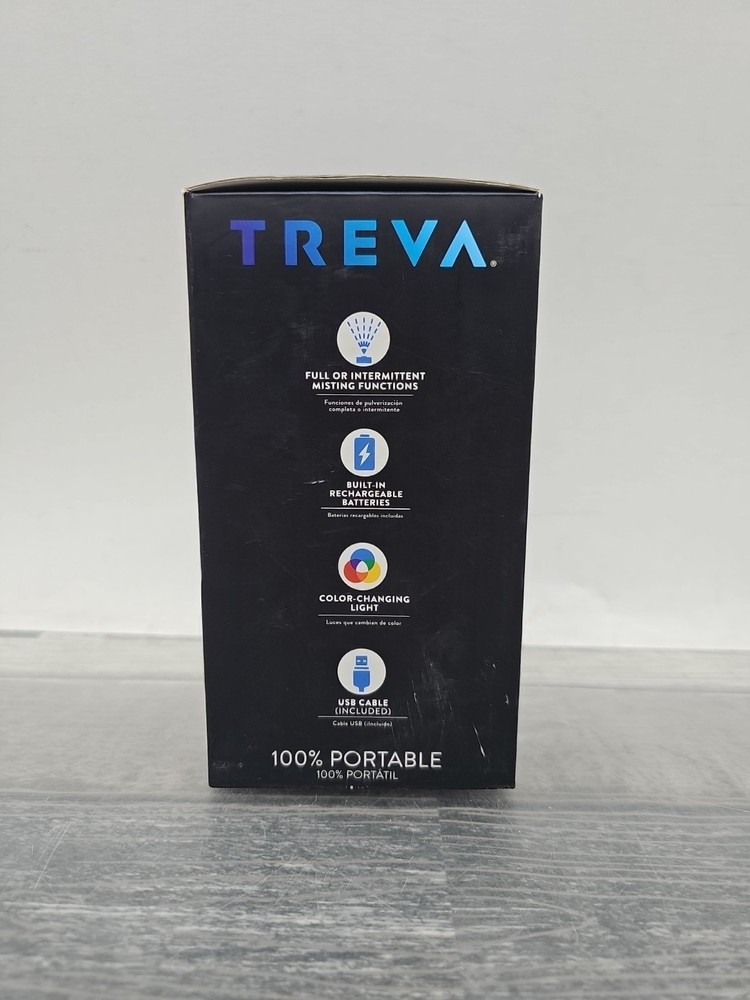 TREVA®
FULL OR INTERMITTENT
MISTING FUNCTIONS
Funciones de pulverización
completa o intermitente
BUILT-IN
RECHARGEABLE
BATTERIES
Baterías recargables incluidas
COLOR-CHANGING
LIGHT
Luces que cambian de color
USB CABLE
(INCLUDED)
Cable USB (incluido)
100% PORTABLE
100% PORTÁTIL